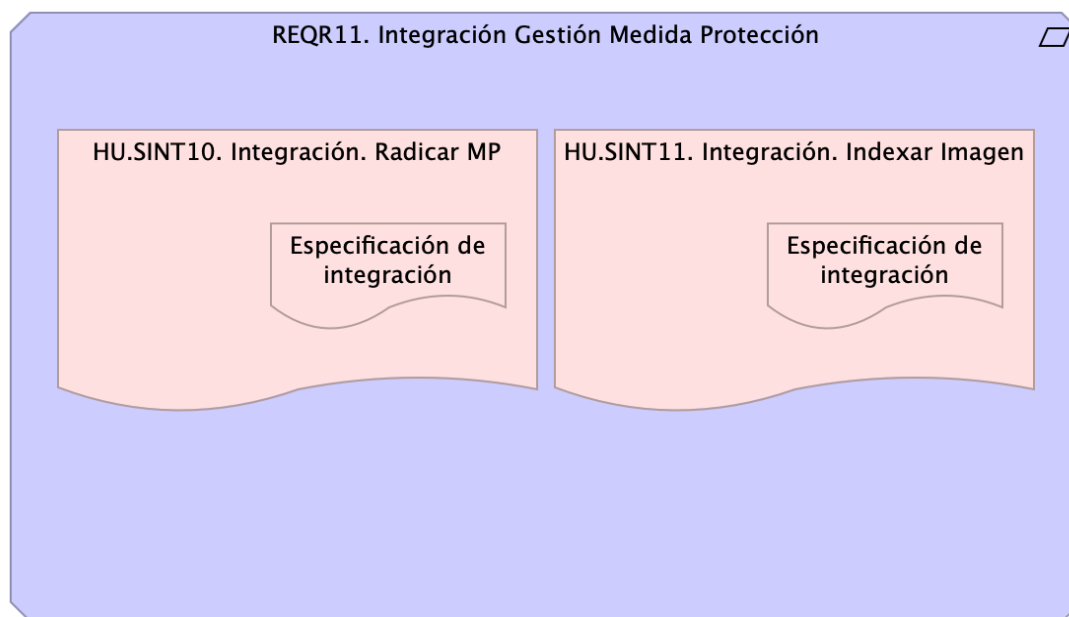 REQR11. Integración Gestión Medida Protección
HU.SINT10. Integración. Radicar MP
Especificación de
integración
HU.SINT11. Integración. Indexar Imagen
Especificación de
integración